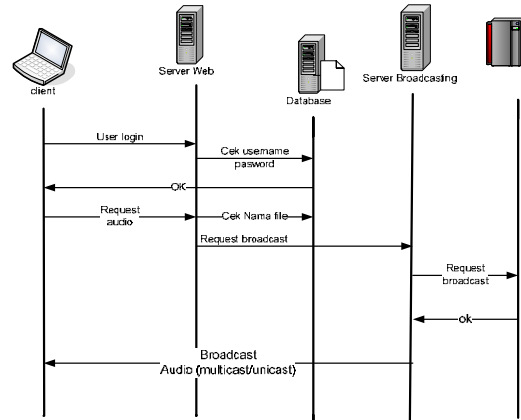 client
Server Web
Database
Server Broadcasting
User login
Cek username
pasword
OK
Request
audio
Cek Nama file
Request broadcast
Request
broadcast
ok
Broadcast
Audio (multicast/unicast)